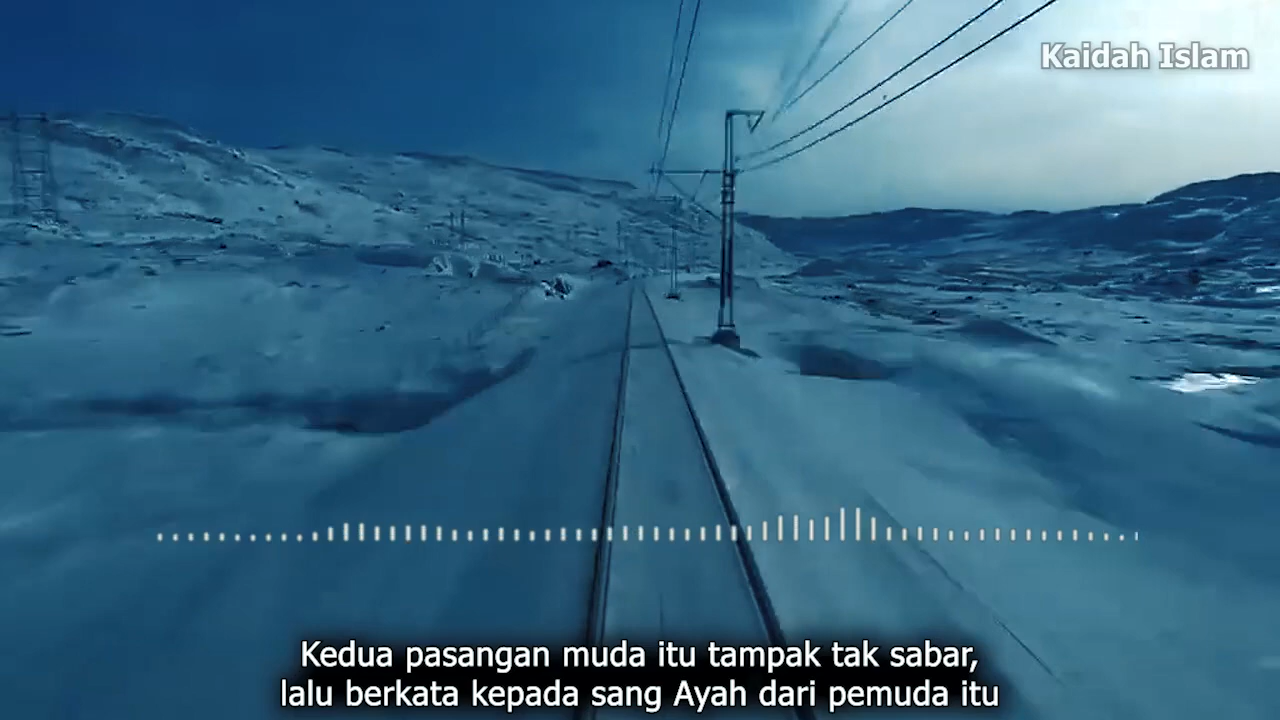 Kaidah Islam
Kedua pasangan muda itu tampak tak sabar,
lalu berkata kepada sang Ayah dari pemuda itu